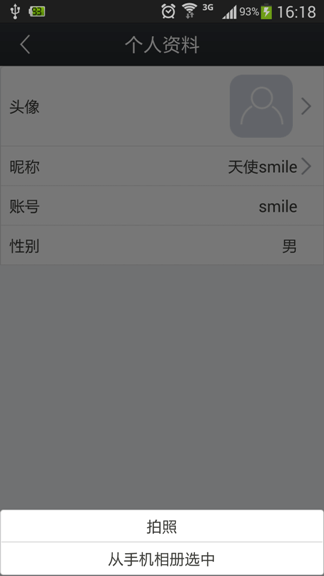 93
3G
93%
16:18
个人资料
头像
昵称 天使smile
账号 smile
性别 男
拍照
从手机相册选中